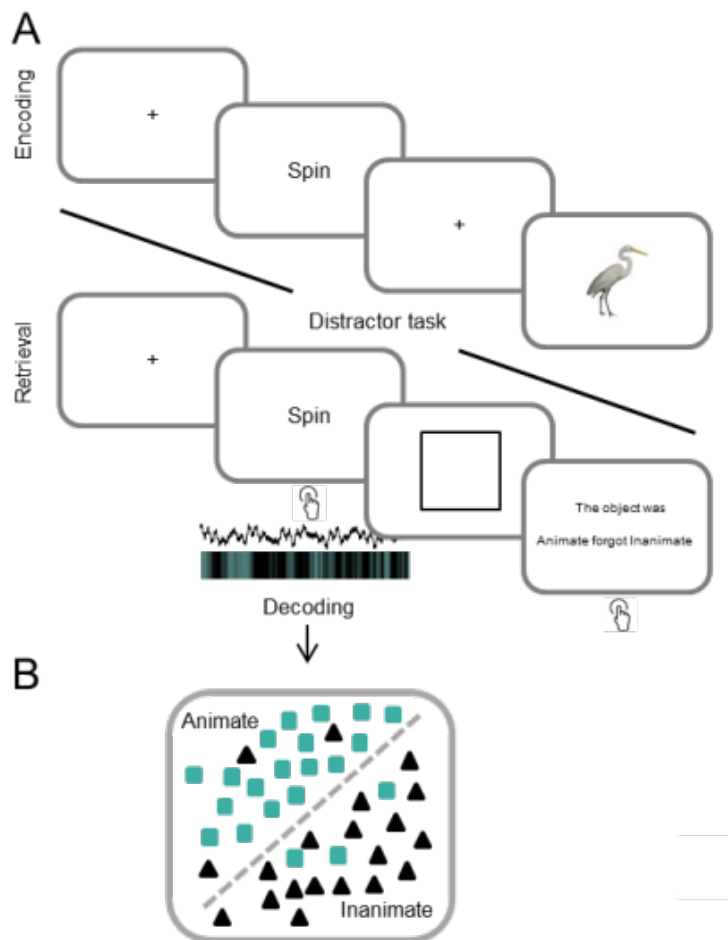 A
Encoding
+
Spin
+
Distractor task
Retrieval
+
Spin
The object was
Animate forgot Inanimate
Decoding
B
Animate
Inanimate